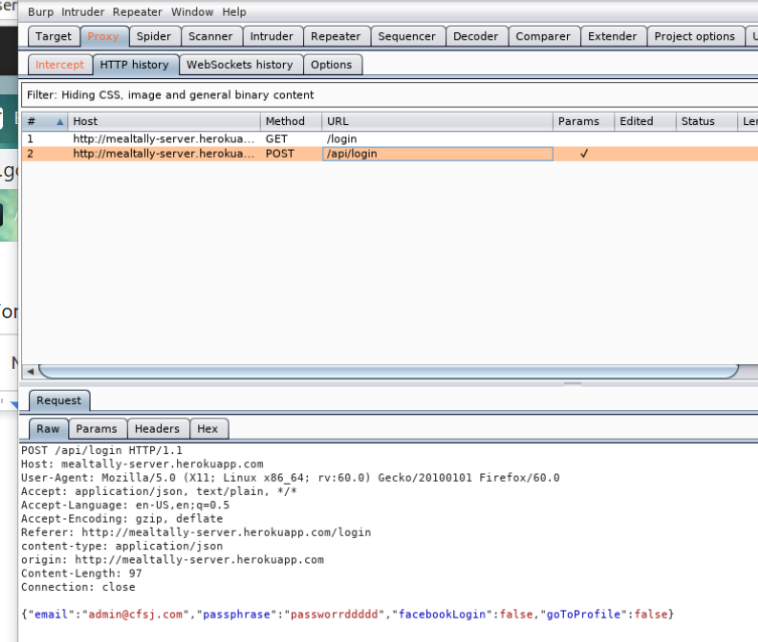 Burp Intruder Repeater Window Help
Target Proxy Spider Scanner Intruder Repeater Sequencer Decoder Comparer Extender Project options U
Intercept HTTP history WebSockets history Options
Filter: Hiding CSS, image and general binary content
# Host Method URL Params Edited Status Len
1 http://mealtally-server.herokua... GET /login
2 http://mealtally-server.herokua... POST /api/login ✓
Request
Raw Params Headers Hex
POST /api/login HTTP/1.1
Host: mealtally-server.herokuapp.com
User-Agent: Mozilla/5.0 (X11; Linux x86_64; rv:60.0) Gecko/20100101 Firefox/60.0
Accept: application/json, text/plain, */*
Accept-Language: en-US,en;q=0.5
Accept-Encoding: gzip, deflate
Referer: http://mealtally-server.herokuapp.com/login
content-type: application/json
origin: http://mealtally-server.herokuapp.com
Content-Length: 97
Connection: close
{"email":"admin@cfsj.com","passphrase":"passworrddddd","facebookLogin":false,"goToProfile":false}